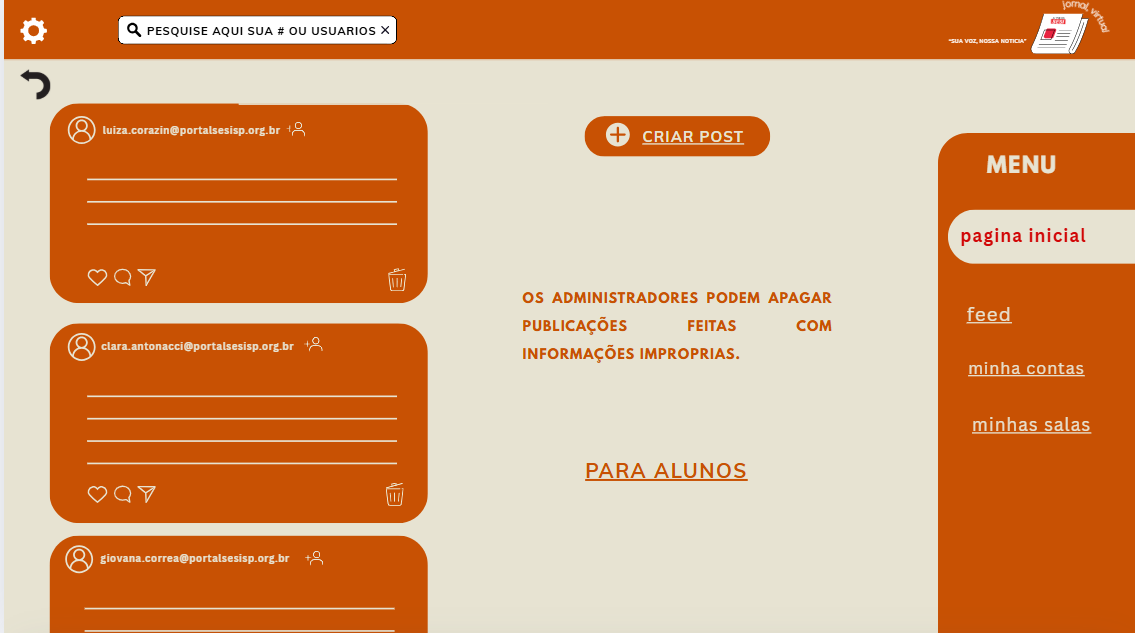 PESQUISE AQUI SUA # OU USUARIOS ✕
"SUA VOZ, NOSSA NOTICIA"
jornal virtual
luiza.corazin@portalsesisp.org.br
CRIAR POST
MENU
pagina inicial
OS ADMINISTRADORES PODEM APAGAR
PUBLICAÇÕES FEITAS COM
INFORMAÇÕES IMPROPRIAS.
feed
clara.antonacci@portalsesisp.org.br
minha contas
minhas salas
PARA ALUNOS
giovana.correa@portalsesisp.org.br